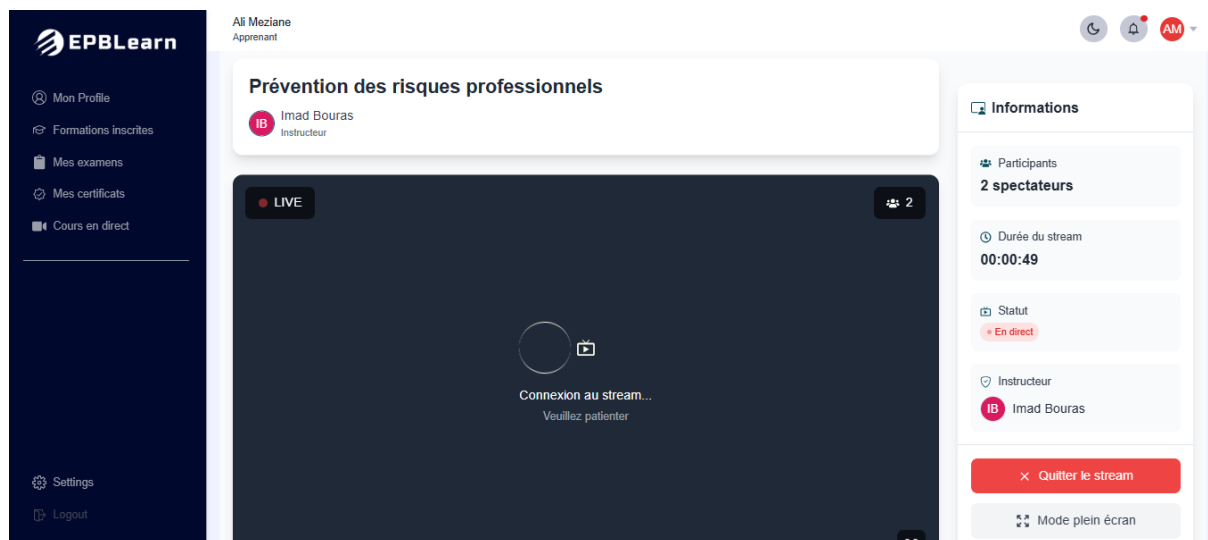 EPBLearn
Mon Profile
Formations inscrites
Mes examens
Mes certificats
Cours en direct
Settings
Logout
Ali Meziane
Apprenant
AM
Prévention des risques professionnels
IB
Imad Bouras
Instructeur
LIVE
2
Connexion au stream...
Veuillez patienter
Informations
Participants
2 spectateurs
Durée du stream
00:00:49
Statut
En direct
Instructeur
IB Imad Bouras
Quitter le stream
Mode plein écran